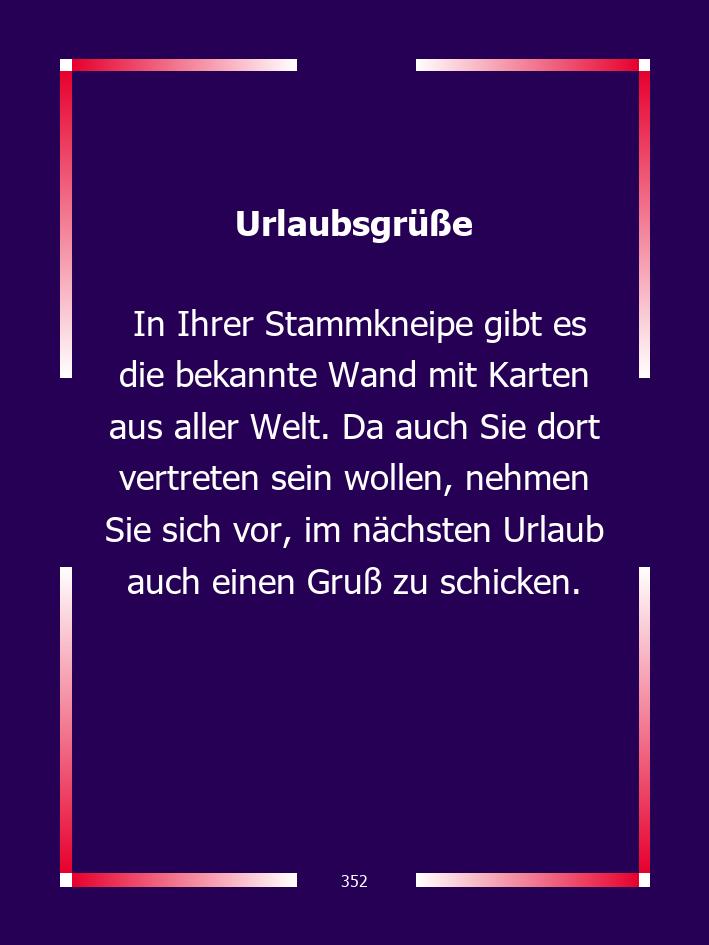 Urlaubsgrüße
In Ihrer Stammkneipe gibt es
die bekannte Wand mit Karten
aus aller Welt. Da auch Sie dort
vertreten sein wollen, nehmen
Sie sich vor, im nächsten Urlaub
auch einen Gruß zu schicken.
352